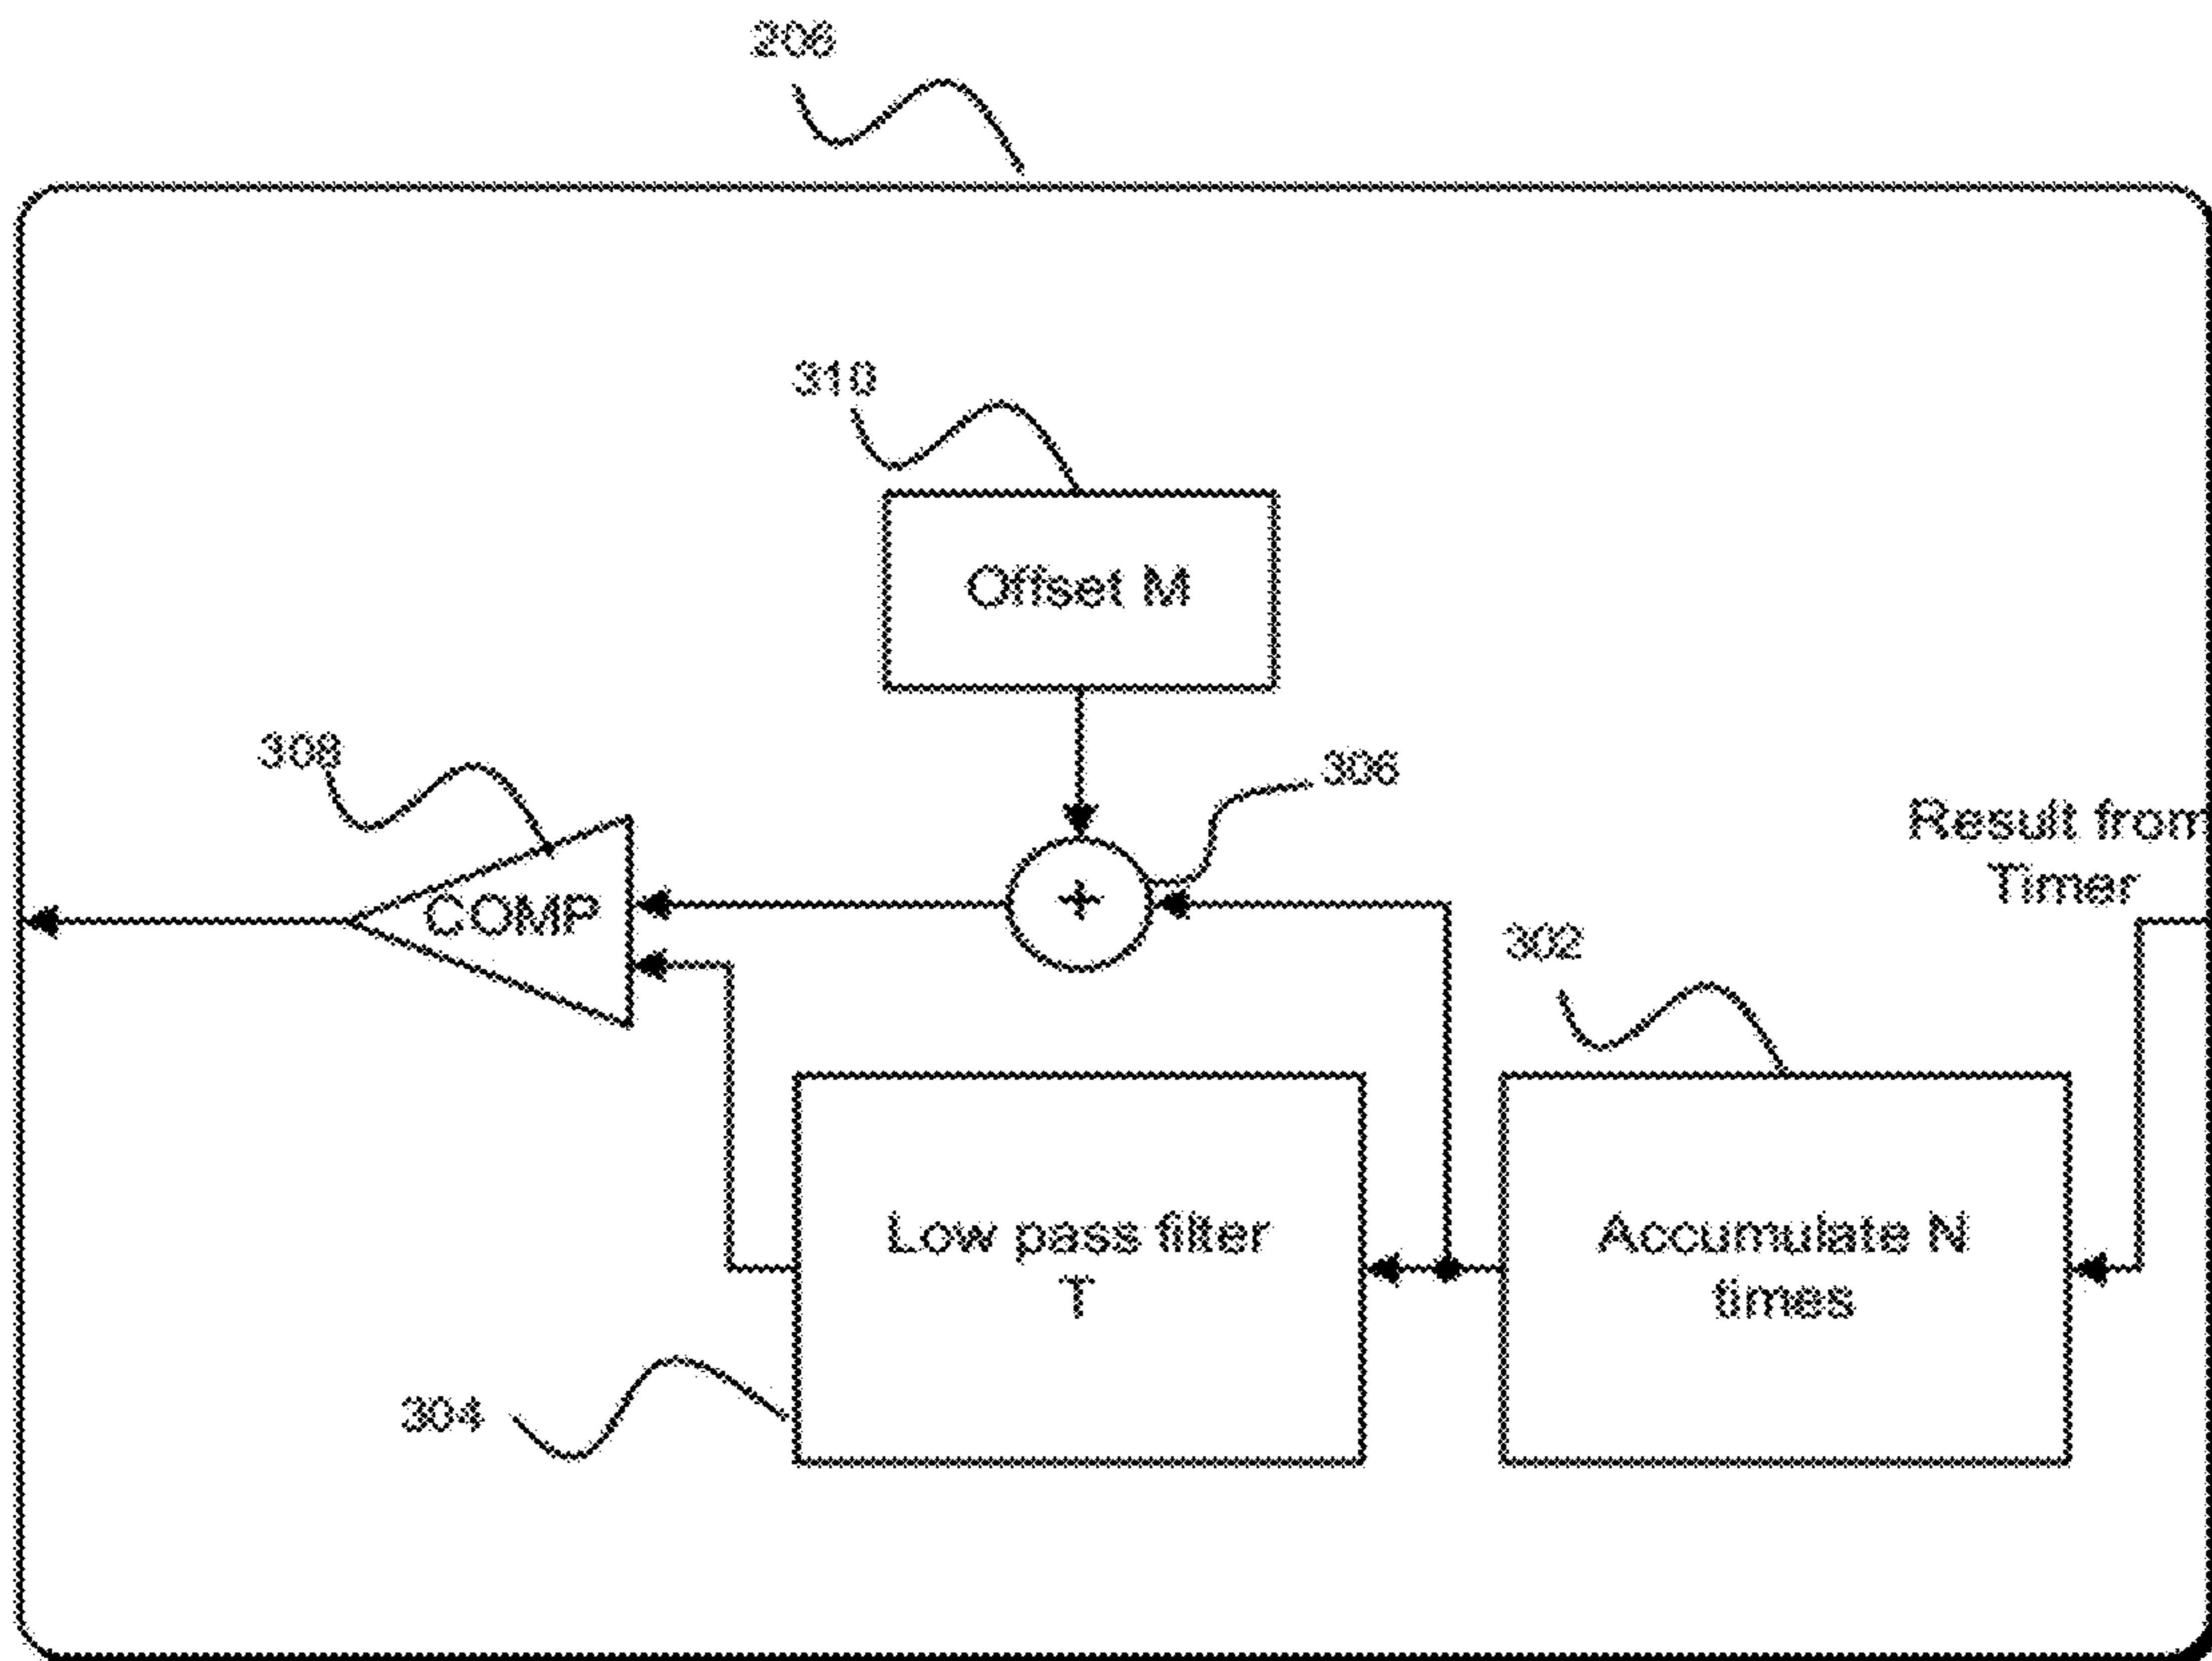 206
310
Offset M
308
306
Result from
Timer
+
COMP
302
Low pass filter
T
Accumulate N
times
304